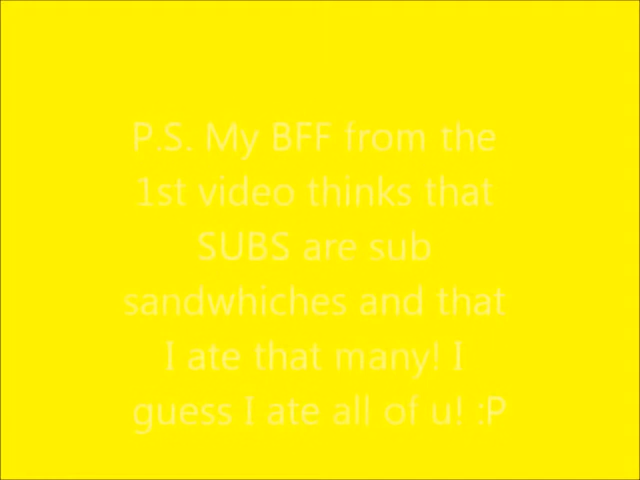 P.S. My BFF from the
1st video thinks that
SUBS are sub
sandwhiches and that
I ate that many! I
guess I ate all of u! :P